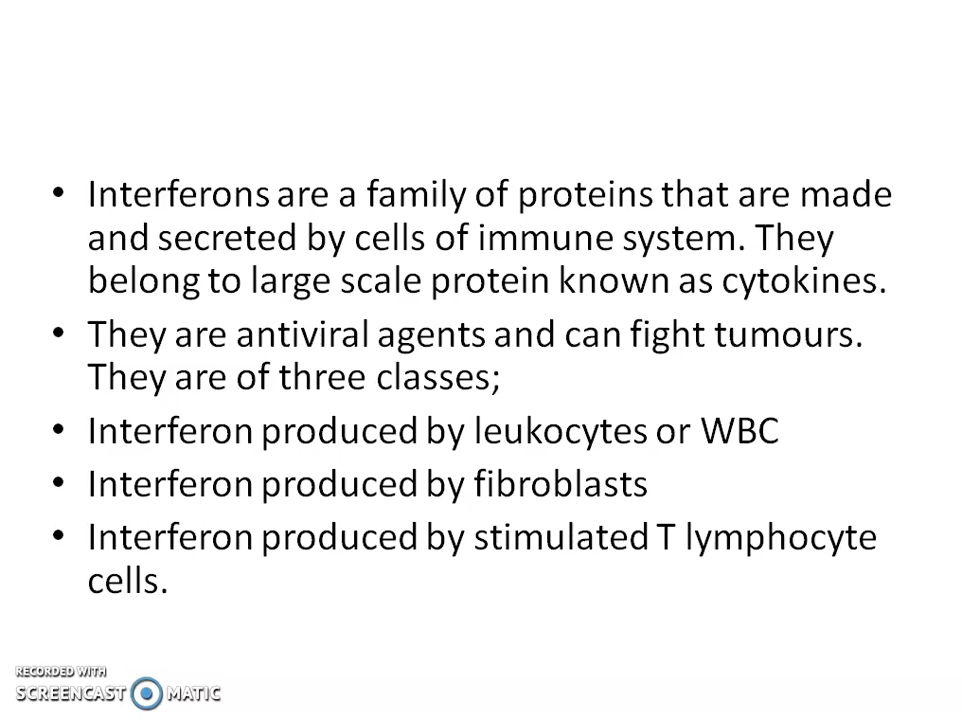 • Interferons are a family of proteins that are made
and secreted by cells of immune system. They
belong to large scale protein known as cytokines.
• They are antiviral agents and can fight tumours.
They are of three classes;
• Interferon produced by leukocytes or WBC
• Interferon produced by fibroblasts
• Interferon produced by stimulated T lymphocyte
cells.
RECORDED WITH
SCREENCAST MATIC